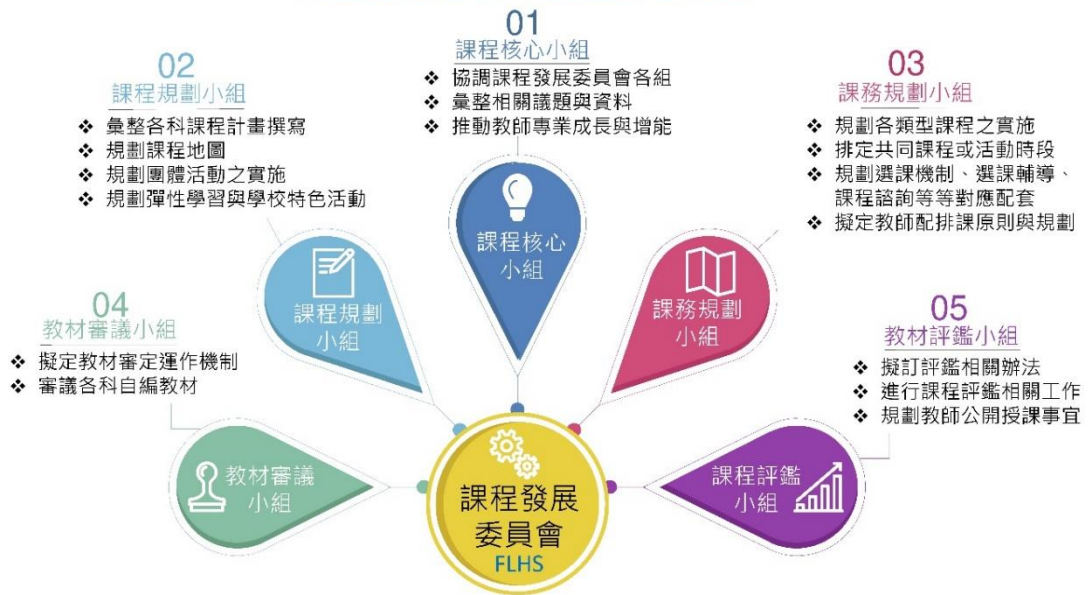 01
課程核心小組
❖ 協調課程發展委員會各組
❖ 彙整相關議題與資料
❖ 推動教師專業成長與增能
02
課程規劃小組
❖ 彙整各科課程計畫撰寫
❖ 規劃課程地圖
❖ 規劃團體活動之實施
❖ 規劃彈性學習與學校特色活動
03
課務規劃小組
❖ 規劃各類型課程之實施
❖ 排定共同課程或活動時段
❖ 規劃選課機制、選課輔導、
課程諮詢等等對應配套
❖ 擬定教師配排課原則與規劃
04
教材審議小組
❖ 擬定教材審定運作機制
❖ 審議各科自編教材
05
教材評鑑小組
❖ 擬訂評鑑相關辦法
❖ 進行課程評鑑相關工作
❖ 規劃教師公開授課事宜
課程核心
小組
課程規劃
小組
課務規劃
小組
教材審議
小組
課程評鑑
小組
課程發展
委員會
FLHS